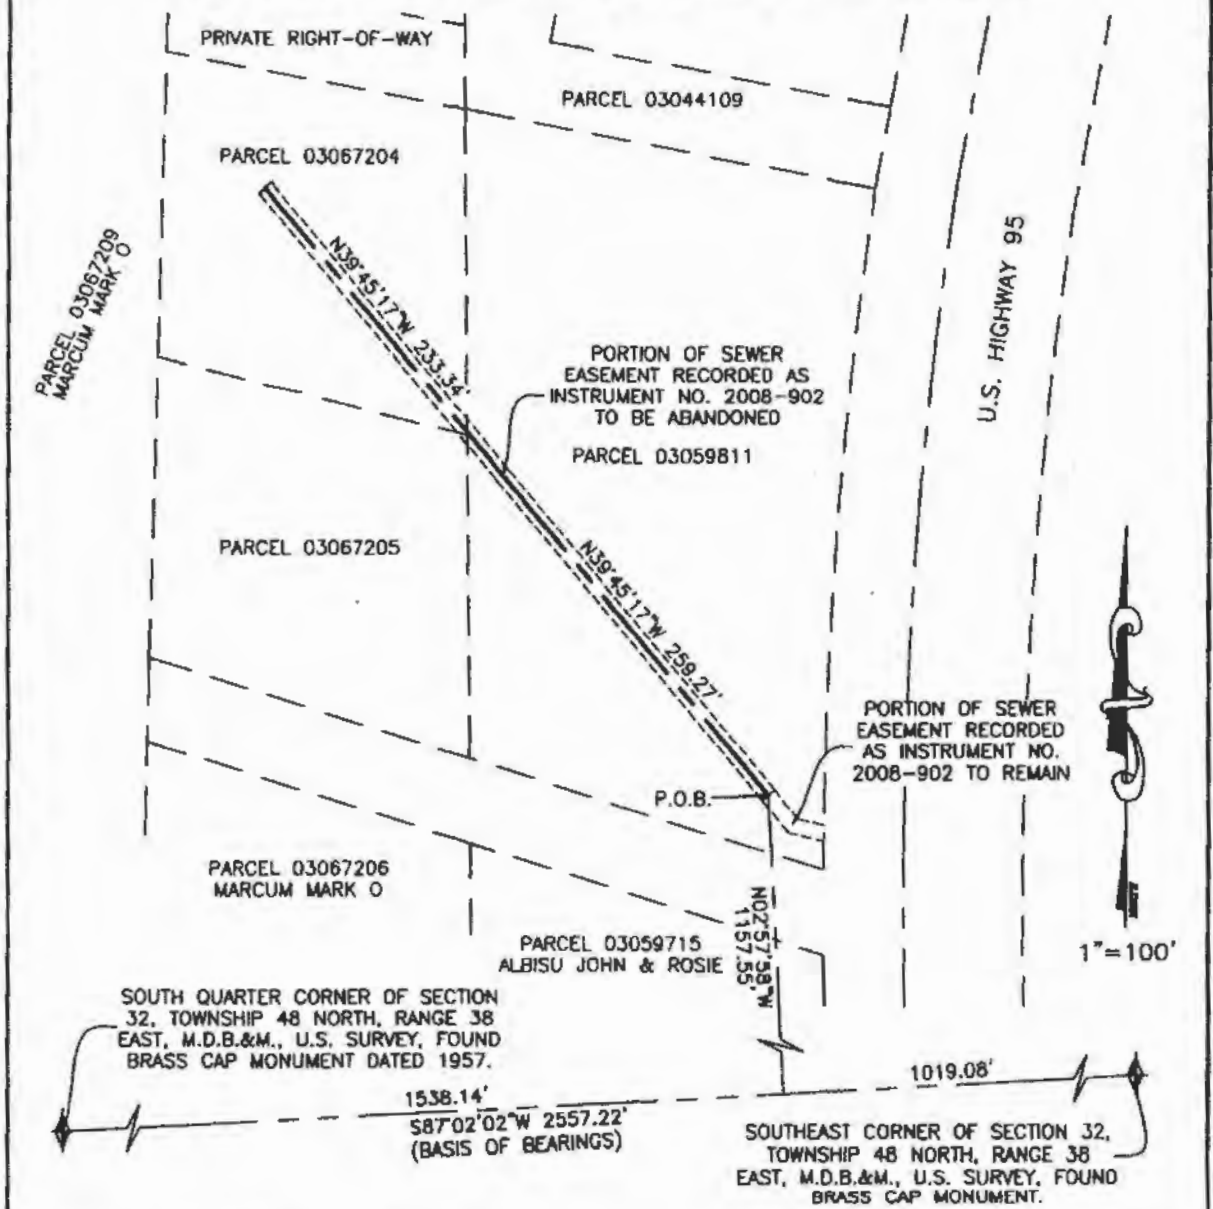 PRIVATE RIGHT-OF-WAY
PARCEL 03044109
PARCEL 03067204
PARCEL 03067209
MARCUM MARK O
N39°45'17"W 233.34'
U.S. HIGHWAY 95
PORTION OF SEWER
EASEMENT RECORDED AS
INSTRUMENT NO. 2008-902
TO BE ABANDONED
PARCEL 03059811
PARCEL 03067205
N39°45'17"W 259.27'
PORTION OF SEWER
EASEMENT RECORDED
AS INSTRUMENT NO.
2008-902 TO REMAIN
P.O.B.
PARCEL 03067206
MARCUM MARK O
N02°57'58"W
1157.55'
PARCEL 03059715
ALBISU JOHN & ROSIE
1"=100'
SOUTH QUARTER CORNER OF SECTION
32, TOWNSHIP 48 NORTH, RANGE 38
EAST, M.D.B.&M., U.S. SURVEY, FOUND
BRASS CAP MONUMENT DATED 1957.
1019.08'
1538.14'
S87°02'02"W 2557.22'
(BASIS OF BEARINGS)
SOUTHEAST CORNER OF SECTION 32,
TOWNSHIP 48 NORTH, RANGE 38
EAST, M.D.B.&M., U.S. SURVEY, FOUND
BRASS CAP MONUMENT.